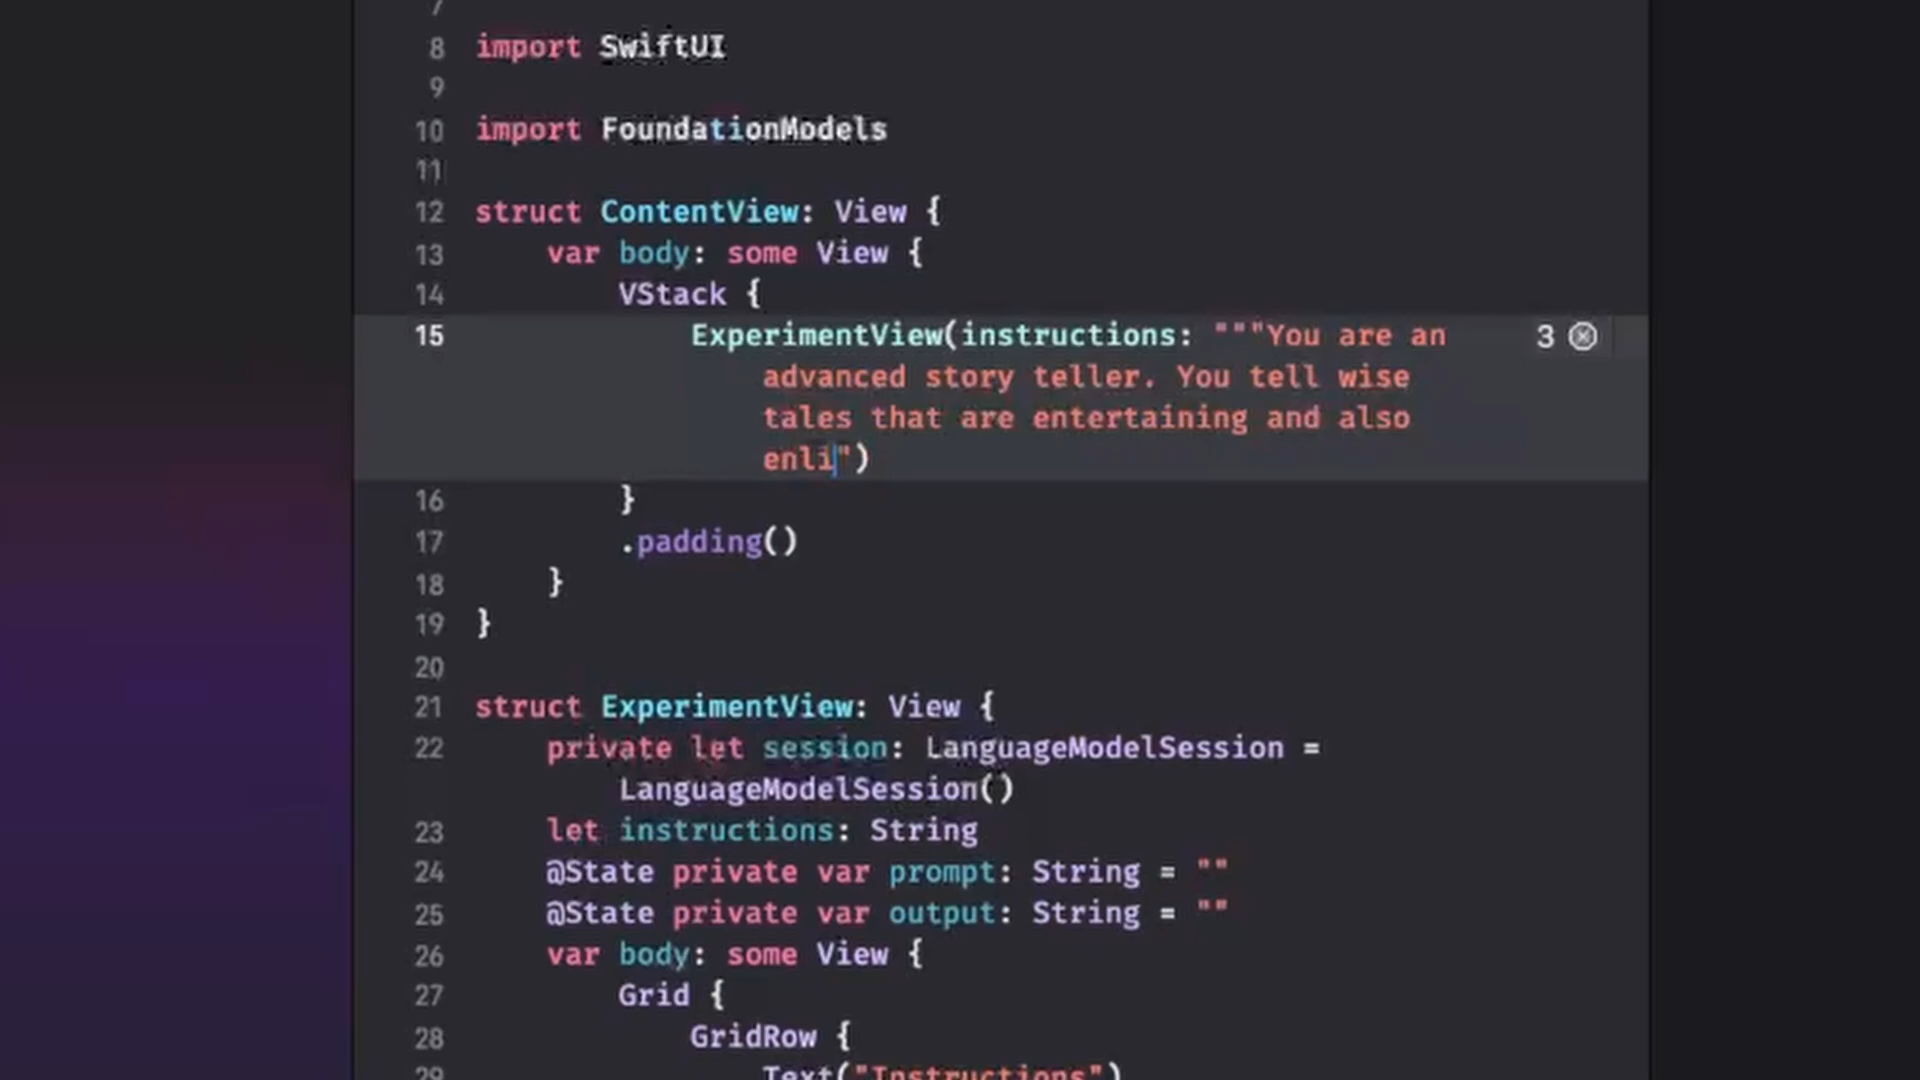 7
8 import SwiftUI
9
10 import FoundationModels
11
12 struct ContentView: View {
13 var body: some View {
14 VStack {
15 ExperimentView(instructions: """You are an 3
advanced story teller. You tell wise
tales that are entertaining and also
enli")
16 }
17 .padding()
18 }
19 }
20
21 struct ExperimentView: View {
22 private let session: LanguageModelSession =
LanguageModelSession()
23 let instructions: String
24 @State private var prompt: String = ""
25 @State private var output: String = ""
26 var body: some View {
27 Grid {
28 GridRow {
29 Text("Instructions")